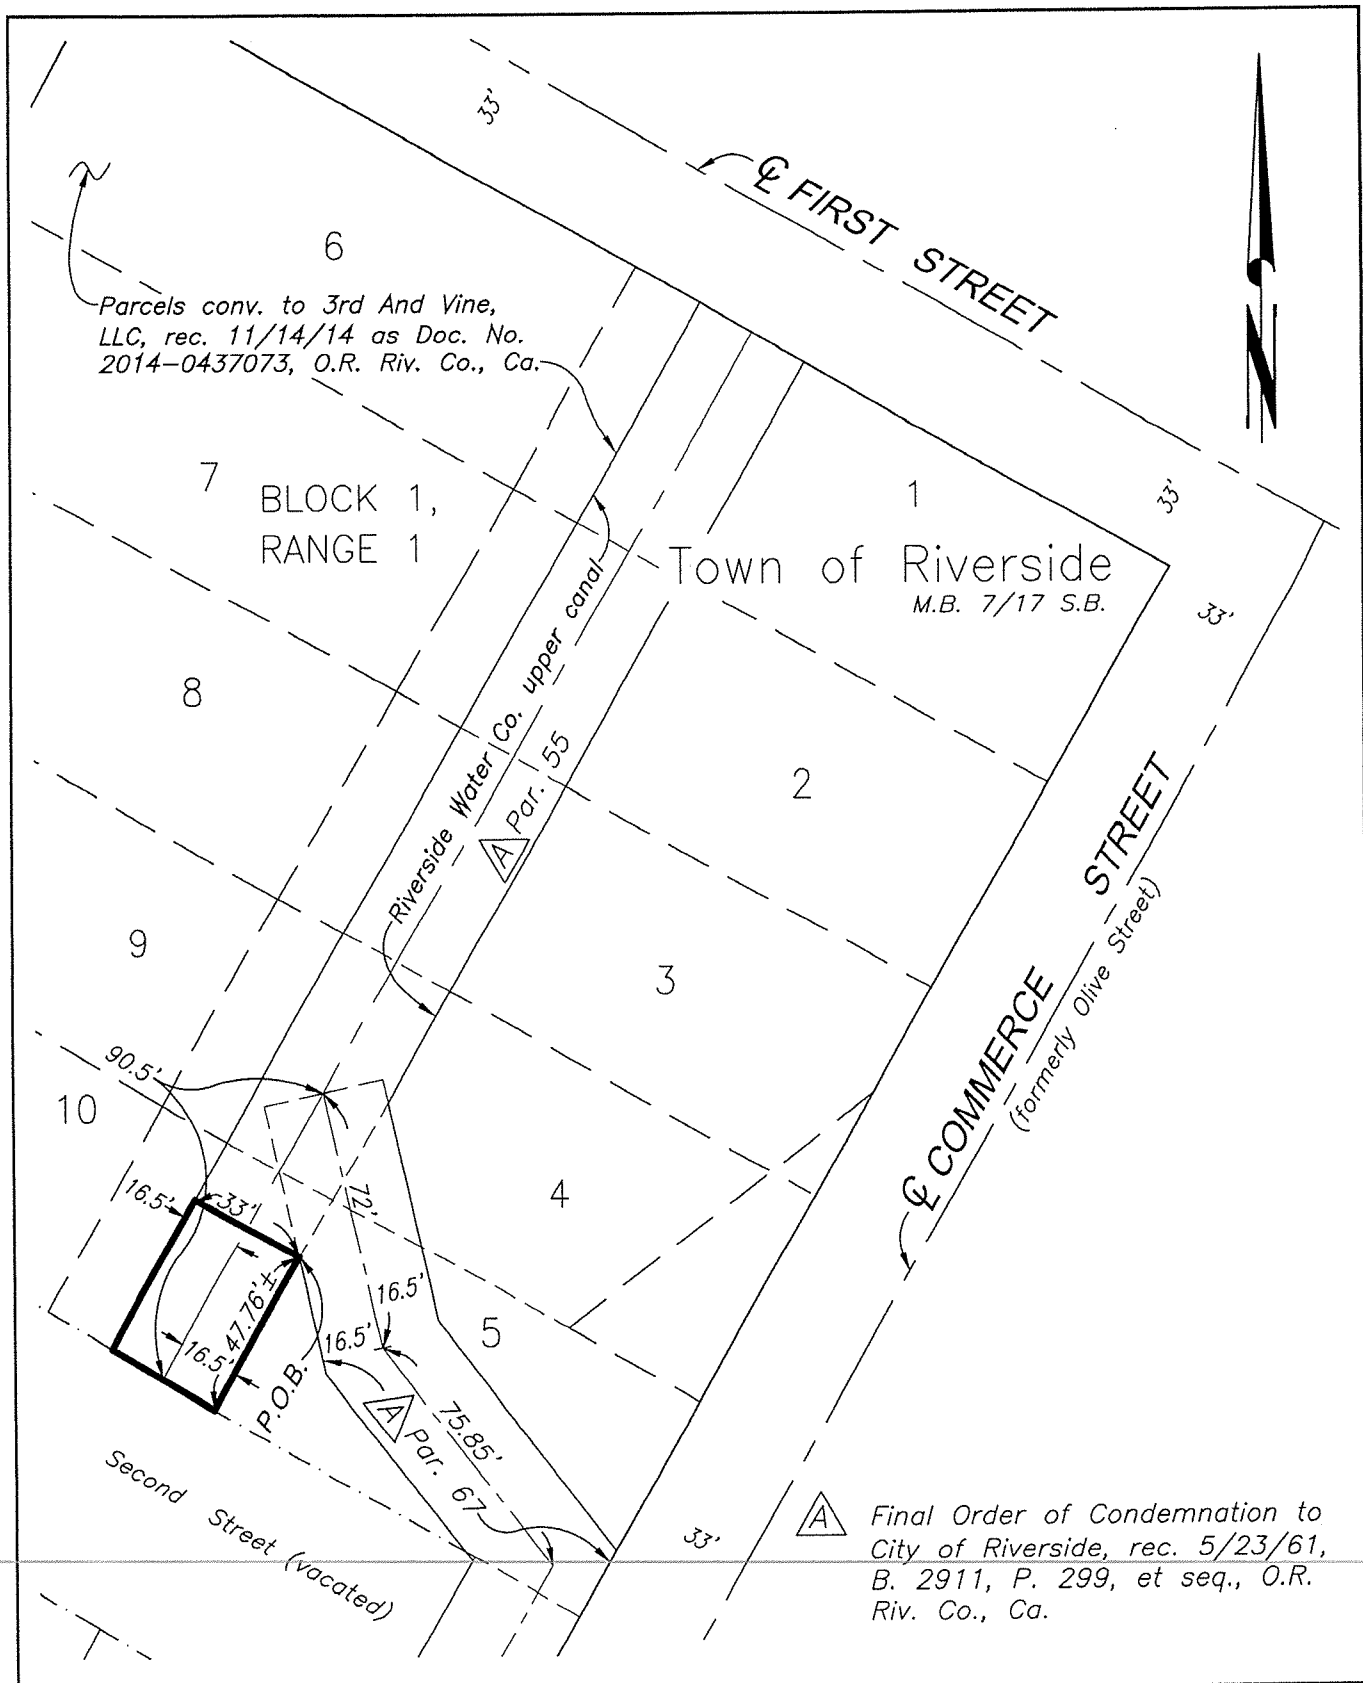 33'
℄ FIRST STREET
6
Parcels conv. to 3rd And Vine,
LLC, rec. 11/14/14 as Doc. No.
2014-0437073, O.R. Riv. Co., Ca.
N
7
BLOCK 1,
RANGE 1
1
33'
Town of Riverside
M.B. 7/17 S.B.
33'
Riverside Water Co. upper canal
8
A Par. 55
2
℄ COMMERCE STREET
(formerly Olive Street)
9
3
90.5'
10
16.5'
33'
72'
4
47.76'±
16.5'
16.5'
16.5'
5
P.O.B.
A Par. 67
75.85'
Second Street (vacated)
33'
A Final Order of Condemnation to
City of Riverside, rec. 5/23/61,
B. 2911, P. 299, et seq., O.R.
Riv. Co., Ca.